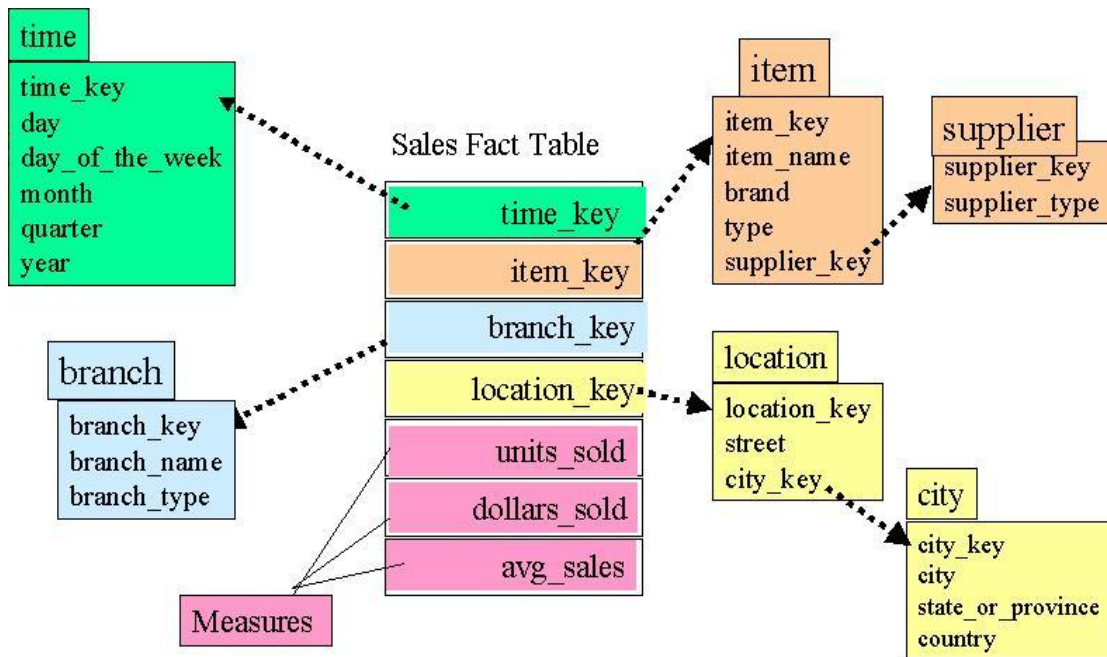 time
time_key
day
day_of_the_week
month
quarter
year
branch
branch_key
branch_name
branch_type
Sales Fact Table
time_key
item_key
branch_key
location_key
units_sold
dollars_sold
avg_sales
Measures
item
item_key
item_name
brand
type
supplier_key
supplier
supplier_key
supplier_type
location
location_key
street
city_key
city
city_key
city
state_or_province
country